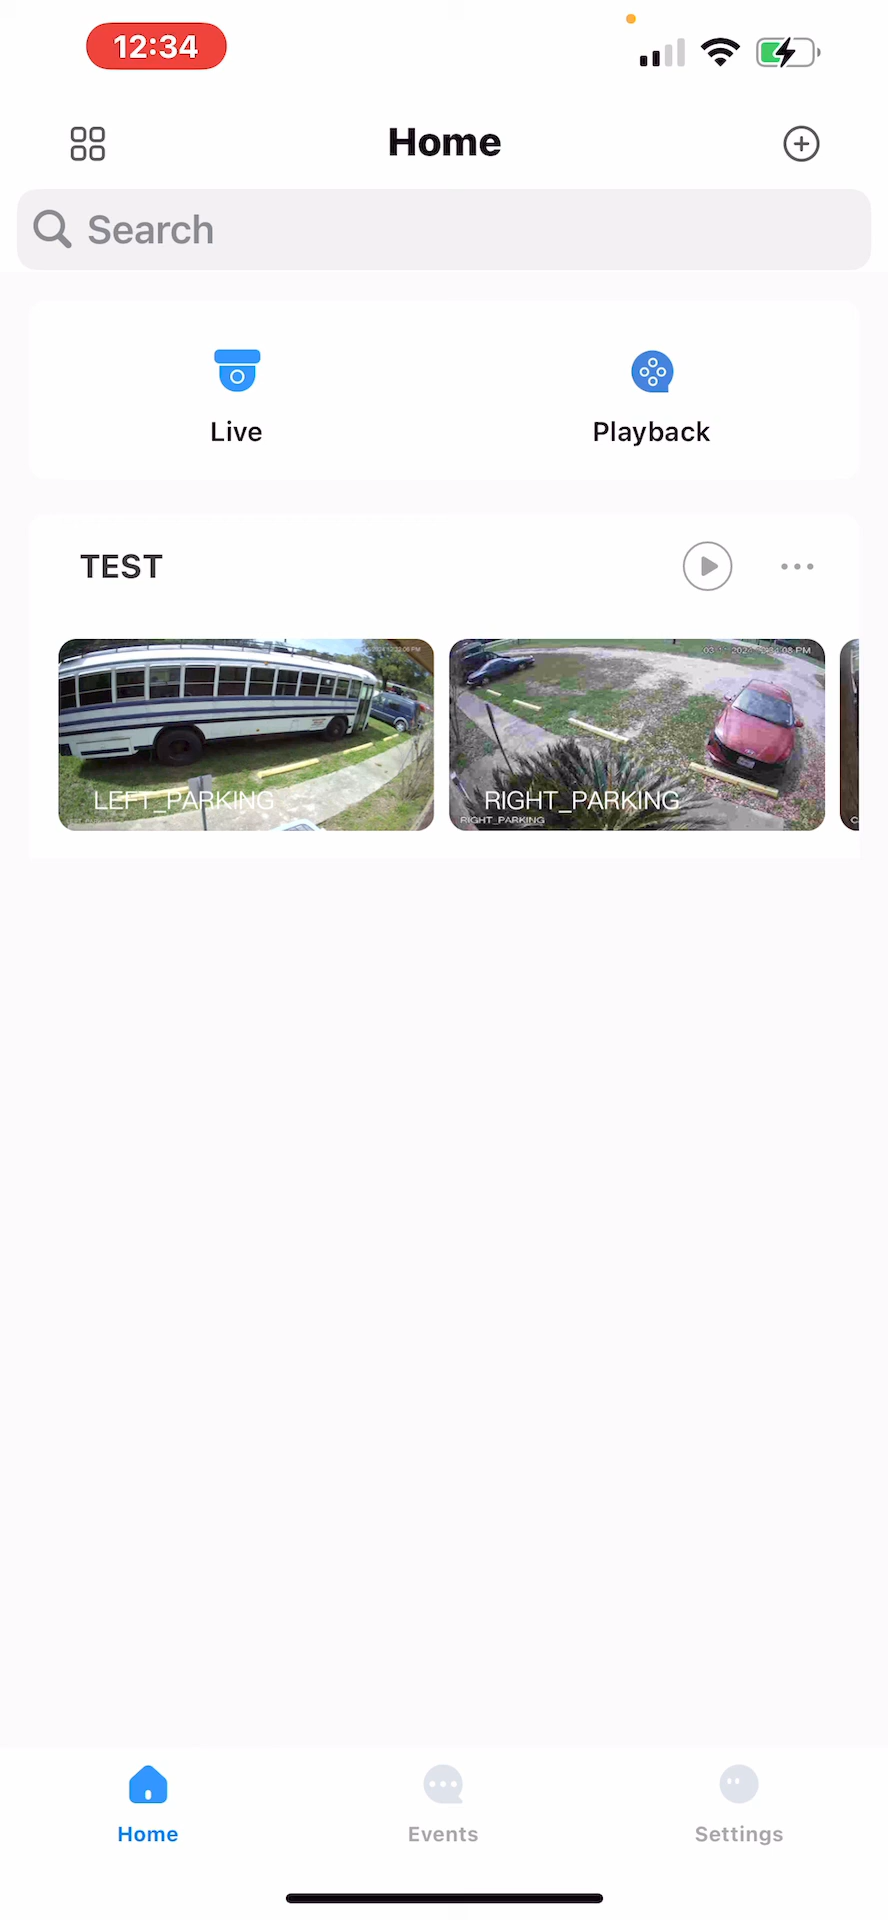 12:34
Home
Search
Live
Playback
TEST
LEFT_PARKING
RIGHT_PARKING
RIGHT_PARKING
Home
Events
Settings